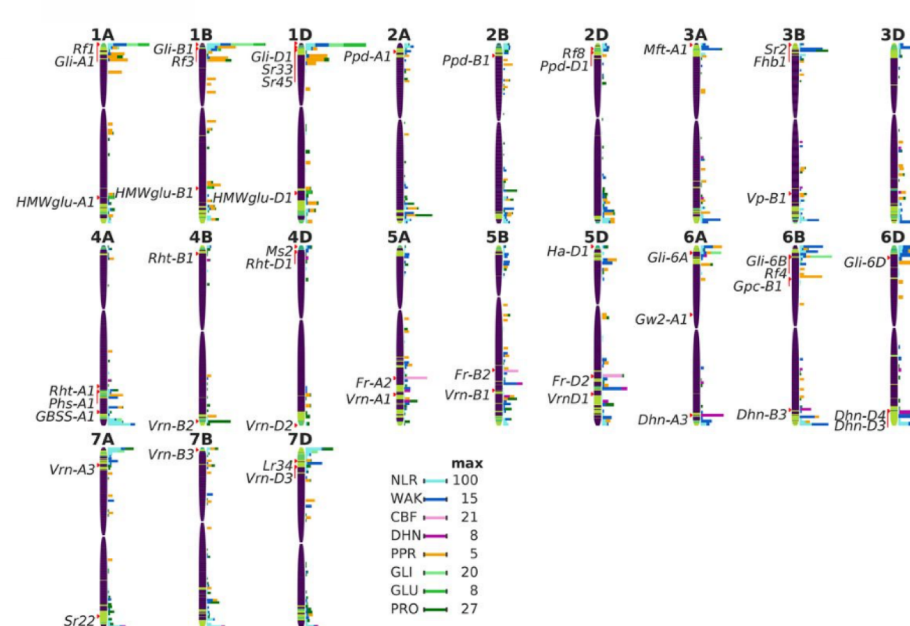 1A 1B 1D 2A 2B 2D 3A 3B 3D
Rf1
Gli-A1
HMWglu-A1
Gli-B1
Rf3
HMWglu-B1
Gli-D1
Sr33
Sr45
HMWglu-D1
Ppd-A1
Ppd-B1
Rf8
Ppd-D1
Mft-A1
Sr2
Fhb1
Vp-B1
4A 4B 4D 5A 5B 5D 6A 6B 6D
Rht-A1
Phs-A1
GBSS-A1
Rht-B1
Vrn-B2
Ms2
Rht-D1
Vrn-D2
Fr-A2
Vrn-A1
Fr-B2
Vrn-B1
Ha-D1
Fr-D2
VrnD1
Gli-6A
Gw2-A1
Dhn-A3
Gli-6B
Rf4
Gpc-B1
Dhn-B3
Gli-6D
Dhn-D4
Dhn-D3
7A 7B 7D
Vrn-A3
Sr22
Vrn-B3
Lr34
Vrn-D3
max
NLR 100
WAK 15
CBF 21
DHN 8
PPR 5
GLI 20
GLU 8
PRO 27